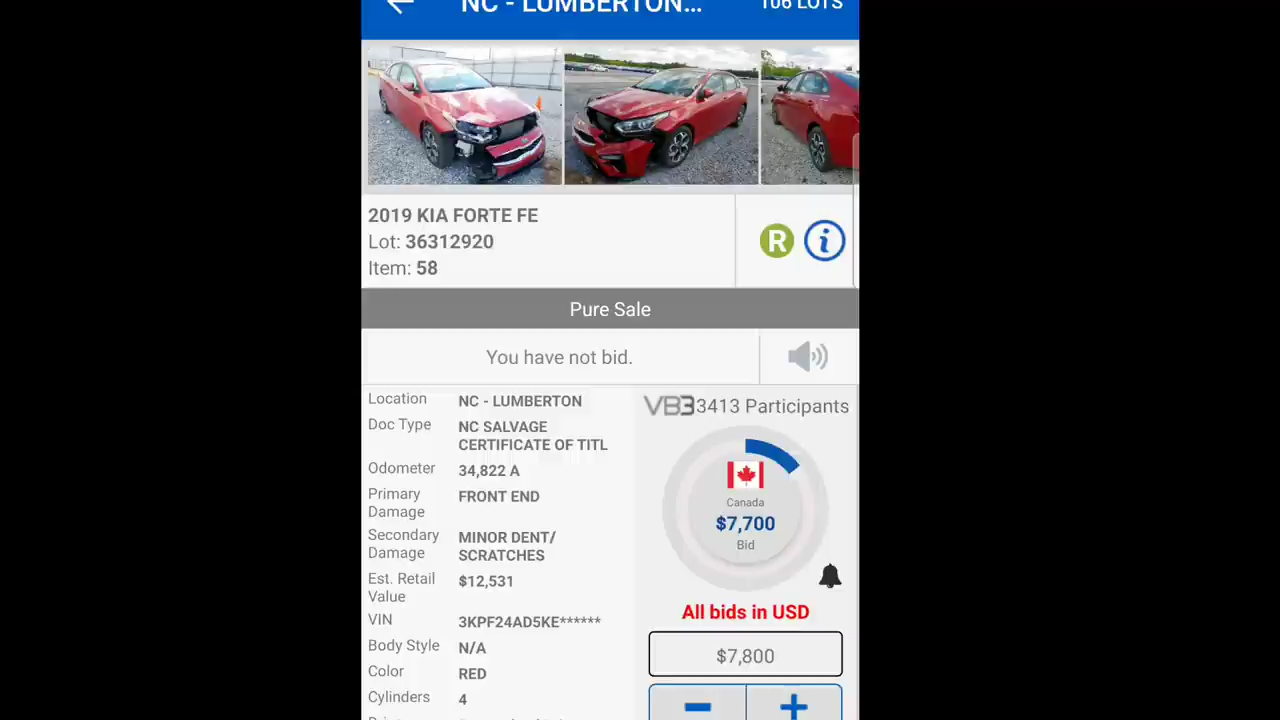 NC - LUMBERTON...
106 LOTS
2019 KIA FORTE FE
Lot: 36312920
Item: 58
R
i
Pure Sale
You have not bid.
Location NC - LUMBERTON
Doc Type NC SALVAGE
CERTIFICATE OF TITL
Odometer 34,822 A
Primary
Damage
FRONT END
Secondary
Damage
MINOR DENT/
SCRATCHES
Est. Retail
Value
$12,531
VIN 3KPF24AD5KE******
Body Style N/A
Color RED
Cylinders 4
VB3 3413 Participants
Canada
$7,700
Bid
All bids in USD
$7,800